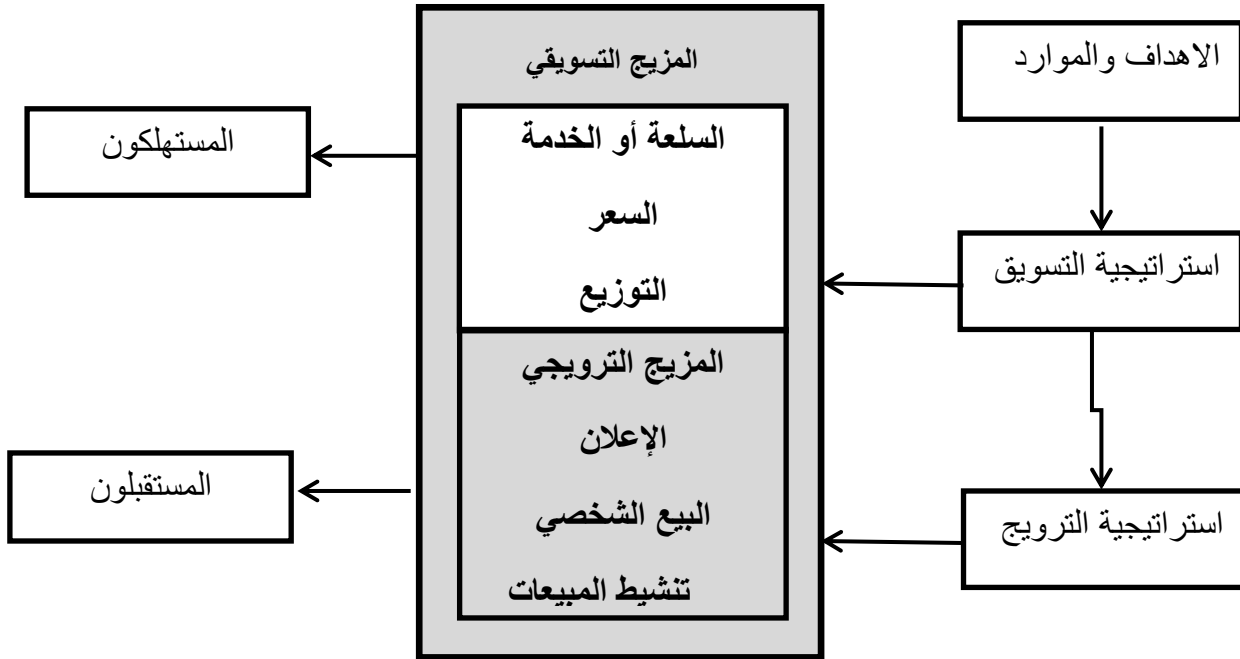 الاهداف والموارد
استراتيجية التسويق
استراتيجية الترويج
المزيج التسويقي
السلعة أو الخدمة
السعر
التوزيع
المزيج الترويجي
الإعلان
البيع الشخصي
تنشيط المبيعات
المستهلكون
المستقبلون